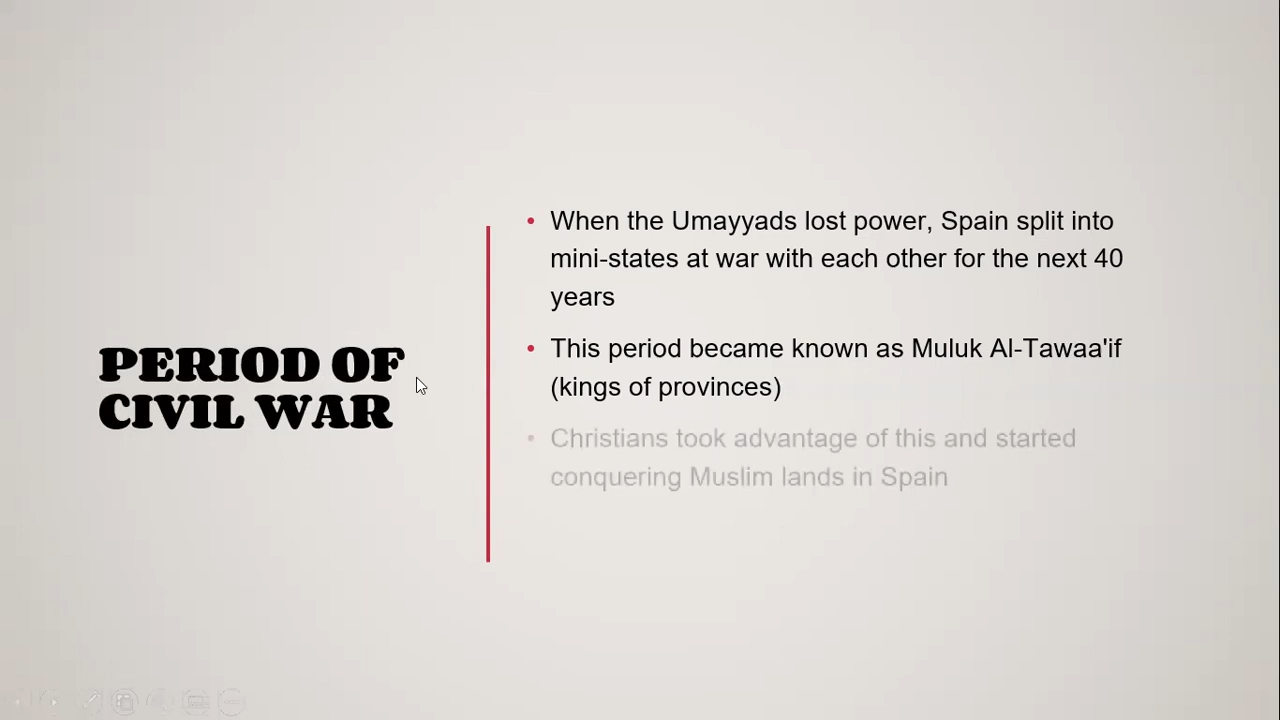 PERIOD OF
CIVIL WAR
• When the Umayyads lost power, Spain split into
mini-states at war with each other for the next 40
years
• This period became known as Muluk Al-Tawaa'if
(kings of provinces)
• Christians took advantage of this and started
conquering Muslim lands in Spain